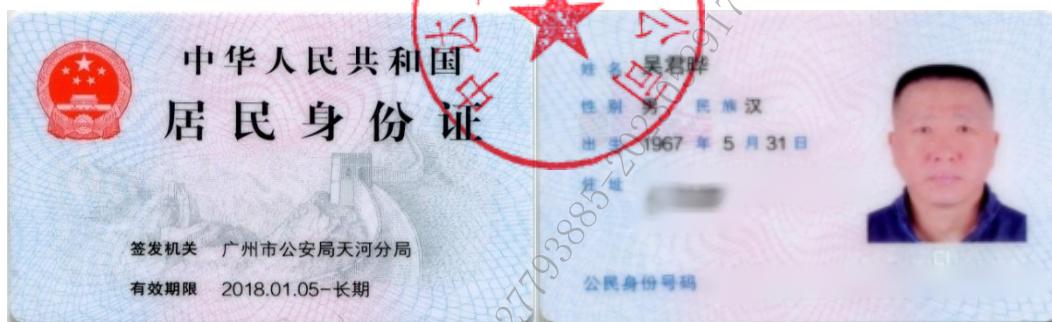 中华人民共和国
居民身份证
签发机关 广州市公安局天河分局
有效期限 2018.01.05-长期
姓名 吴君晔
性别 男 民族 汉
出生 1967 年 5 月 31 日
住址
公民身份号码